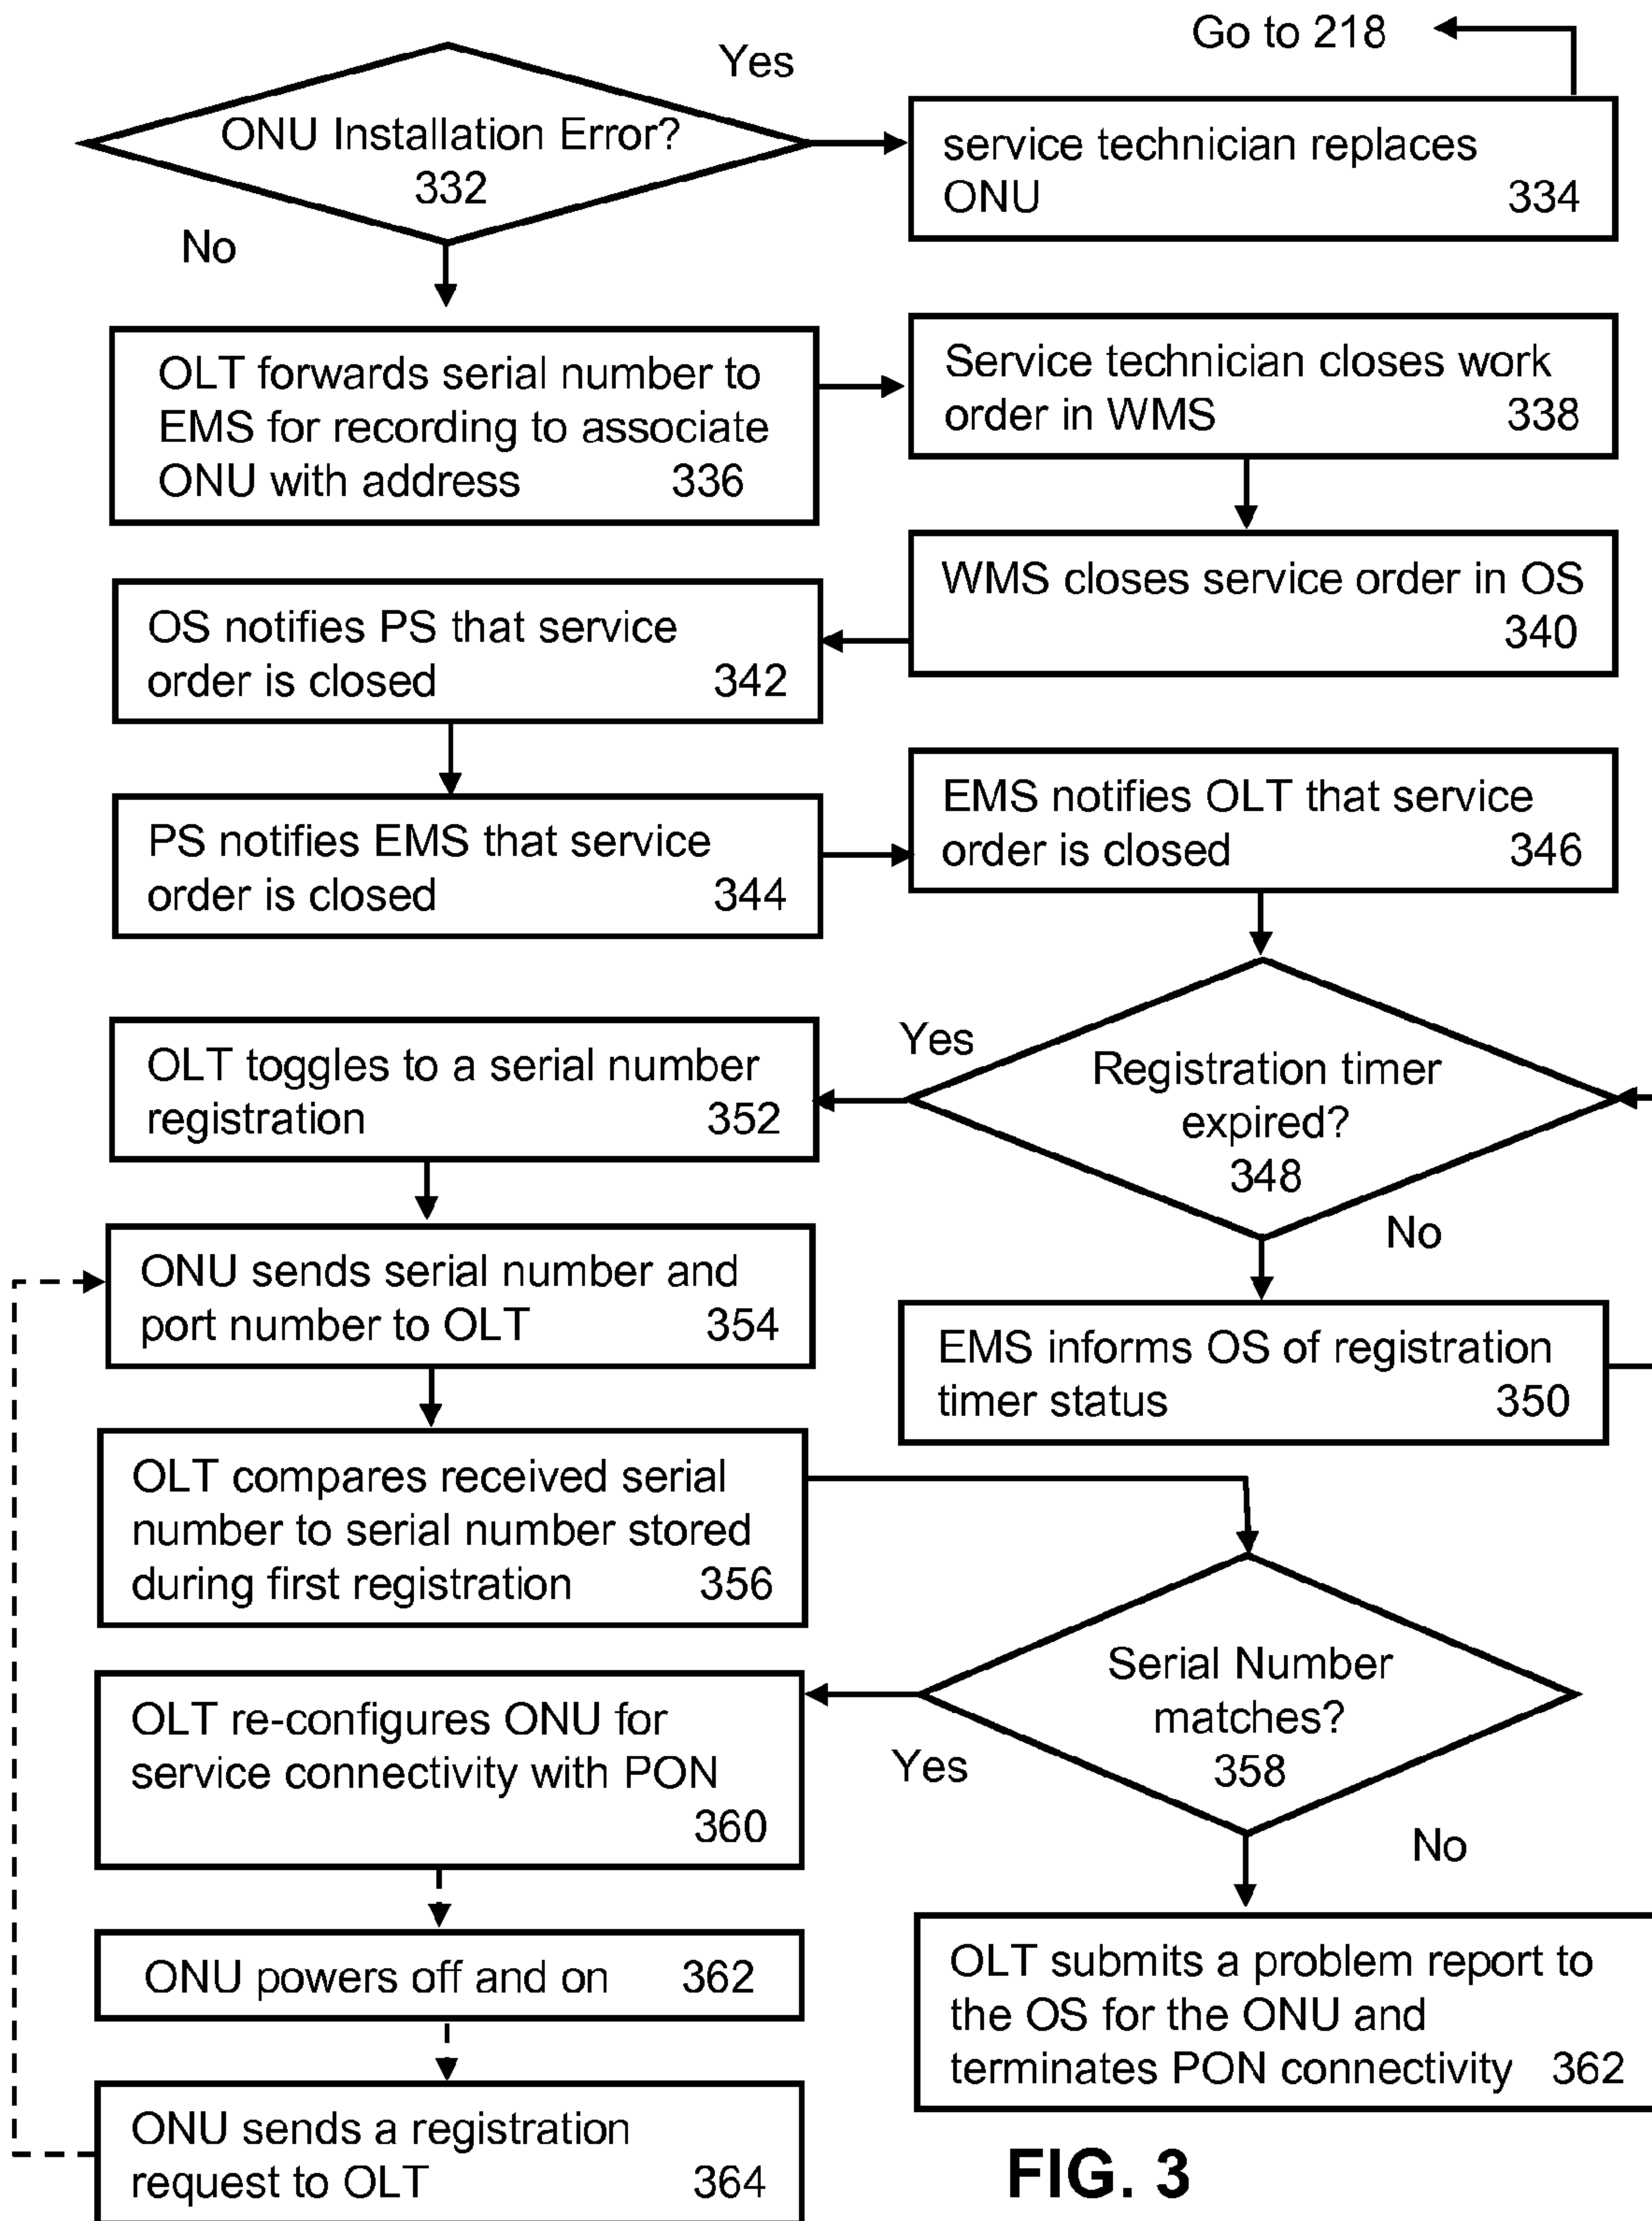 Go to 218
Yes
ONU Installation Error?
332
service technician replaces
ONU 334
No
OLT forwards serial number to
EMS for recording to associate
ONU with address 336
Service technician closes work
order in WMS 338
WMS closes service order in OS
340
OS notifies PS that service
order is closed 342
PS notifies EMS that service
order is closed 344
EMS notifies OLT that service
order is closed 346
Registration timer
expired?
348
Yes
No
OLT toggles to a serial number
registration 352
EMS informs OS of registration
timer status 350
ONU sends serial number and
port number to OLT 354
OLT compares received serial
number to serial number stored
during first registration 356
Serial Number
matches?
358
Yes
No
OLT re-configures ONU for
service connectivity with PON
360
ONU powers off and on 362
OLT submits a problem report to
the OS for the ONU and
terminates PON connectivity 362
ONU sends a registration
request to OLT 364
FIG. 3